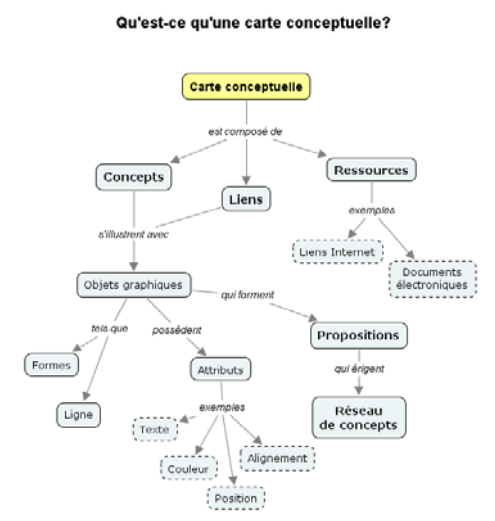 Qu'est-ce qu'une carte conceptuelle?
Carte conceptuelle
est composé de
Concepts
Liens
Ressources
s'illustrent avec
exemples
Liens Internet
Documents
électroniques
Objets graphiques
qui forment
tels que
possèdent
Propositions
Formes
Attributs
qui érigent
Ligne
exemples
Réseau
de concepts
Texte
Couleur
Alignement
Position